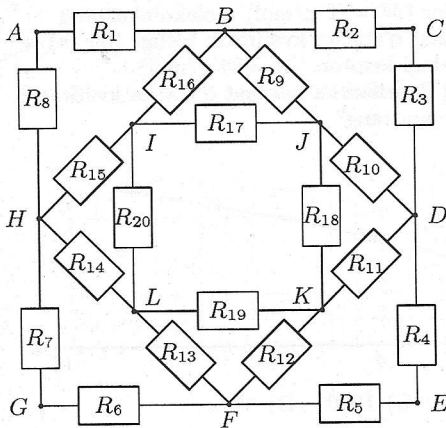 A B C
R1 R2
R8 R16 R9 R3
I R17 J
R15 R10
H R20 R18 D
R14 R11
L R19 K
R7 R13 R12 R4
G R6 F R5 E